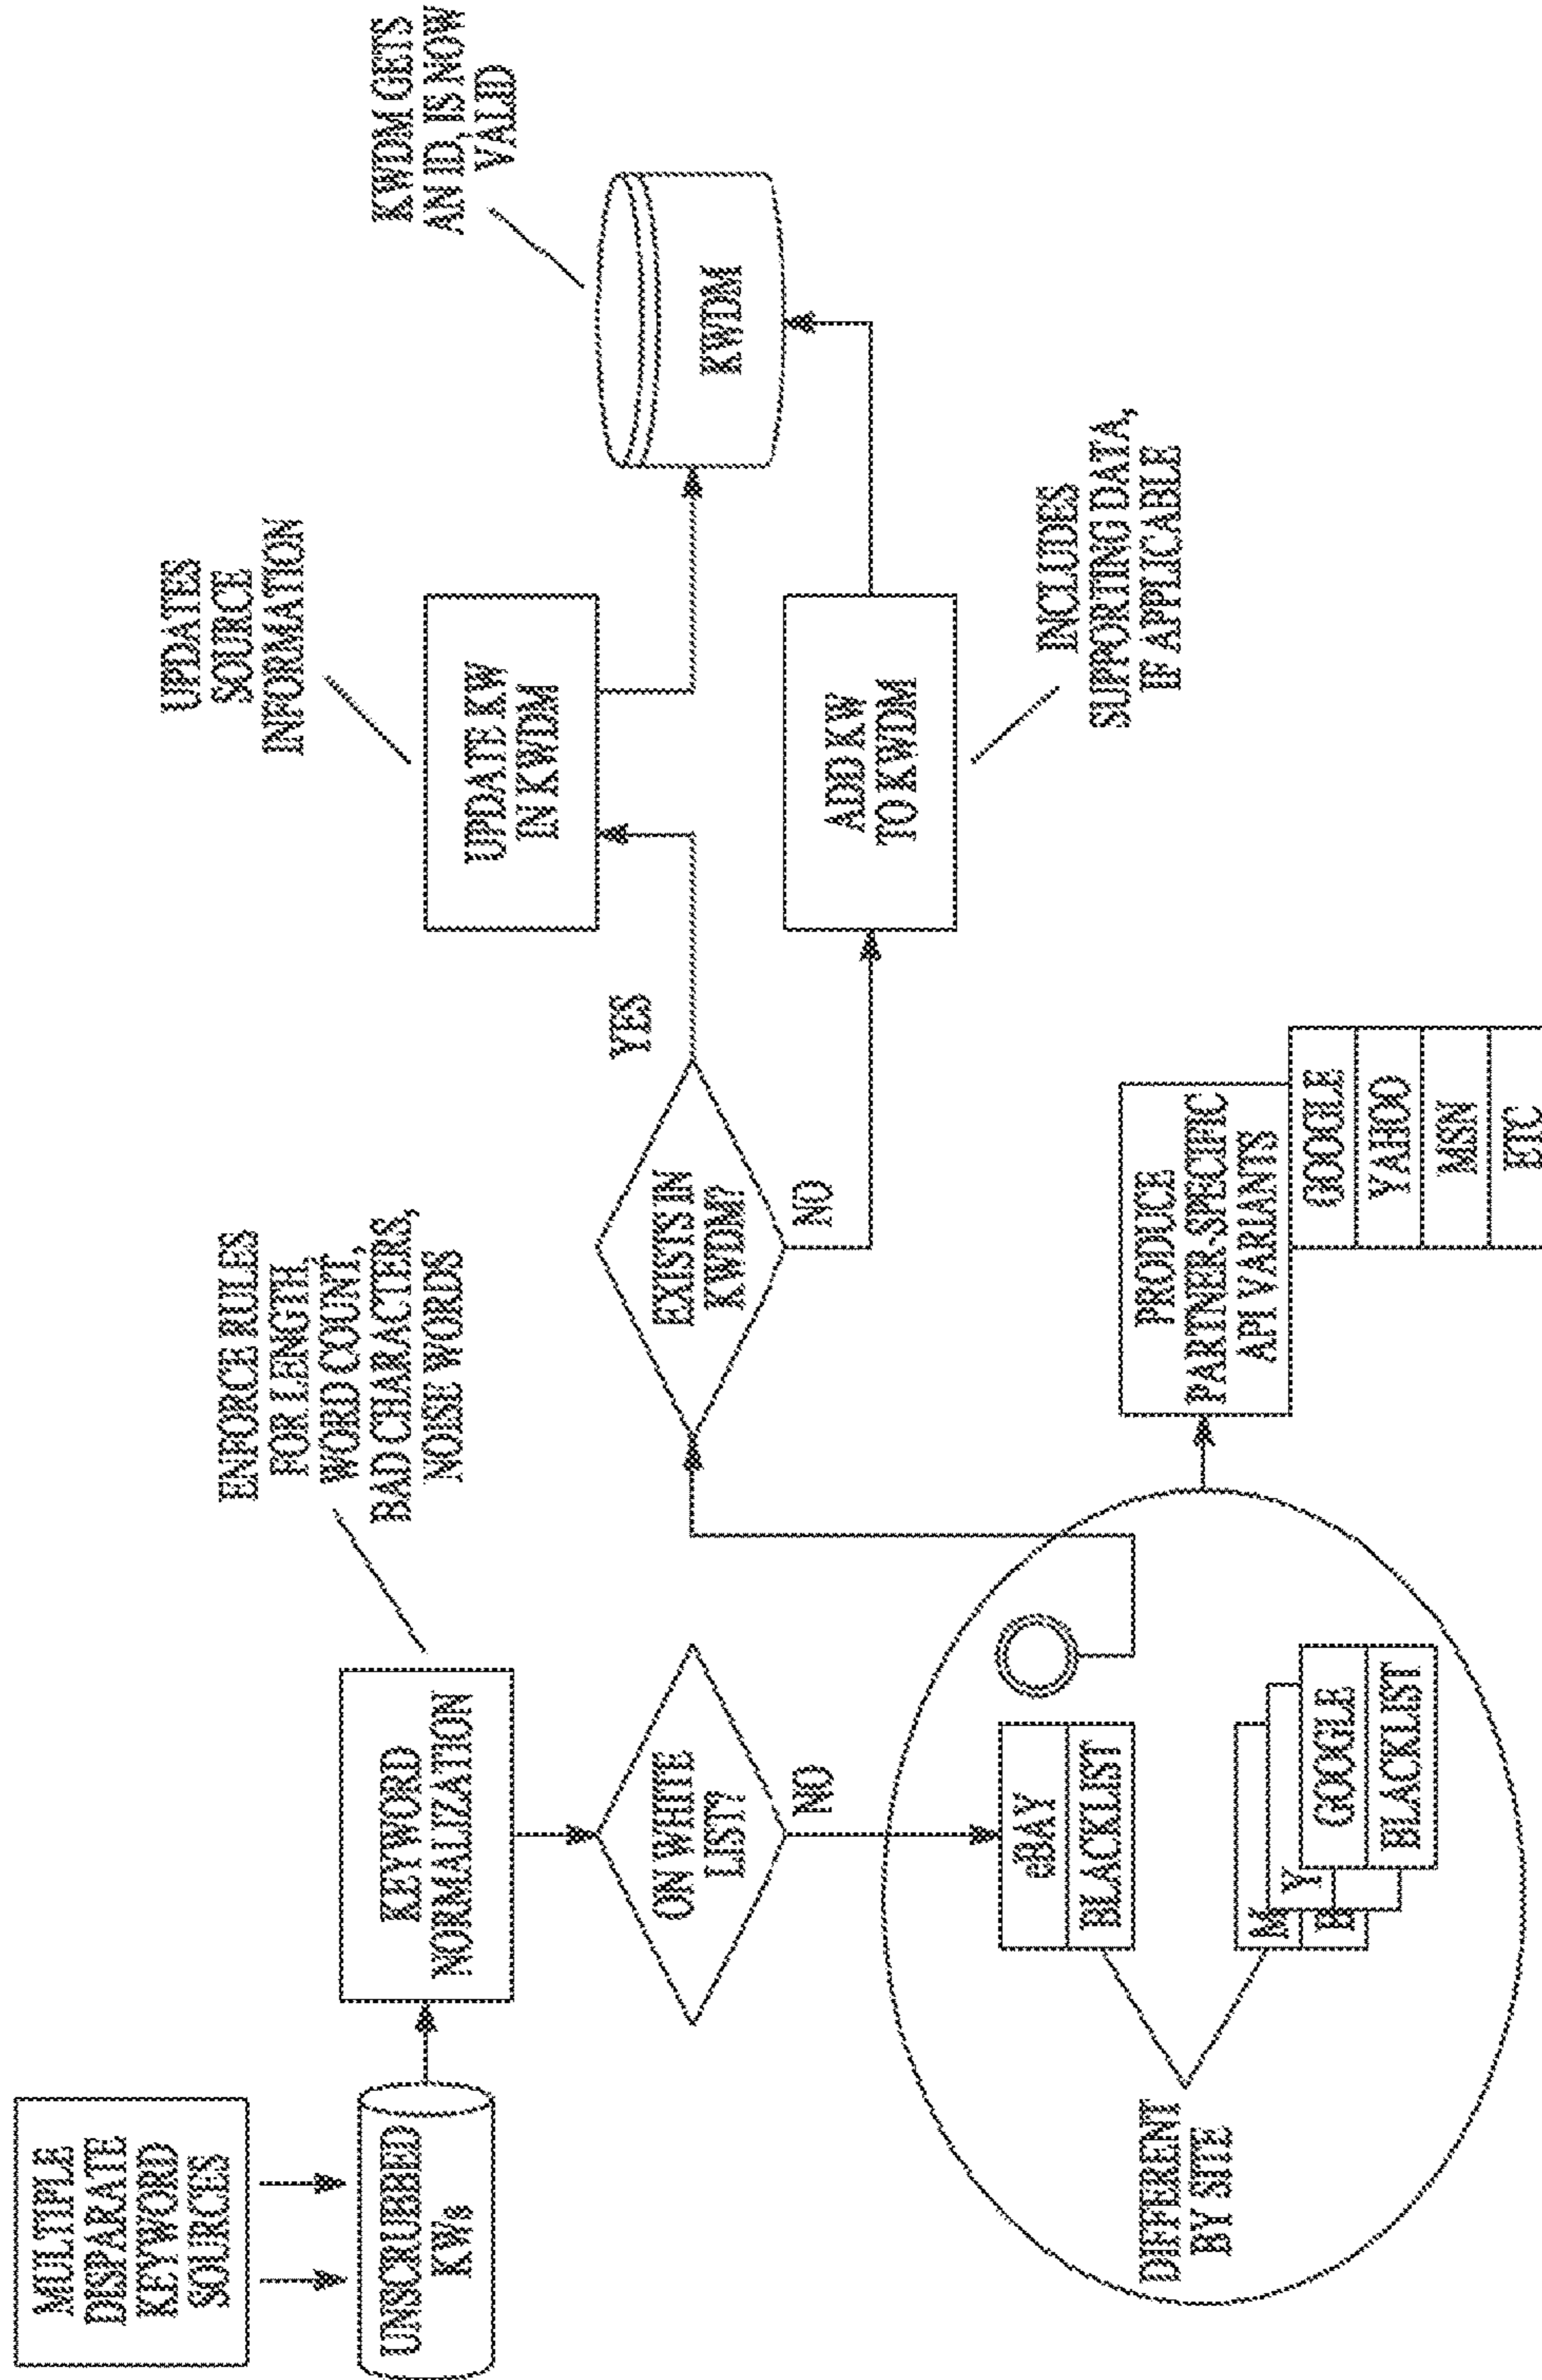 MULTIPLE
DISPARATE
KEYWORD
SOURCES
UNSCRUBBED
KWs
KEYWORD
NORMALIZATION
ENFORCE RULES
FOR LENGTH,
WORD COUNT,
BAD CHARACTERS,
NOISE WORDS
ON WHITE
LIST?
NO
eBAY
BLACKLIST
DIFFERENT
BY SITE
M
Y
GOOGLE
BLACKLIST
PRODUCE
PARTNER-SPECIFIC
API VARIANTS
GOOGLE
YAHOO
MSN
ETC
EXISTS IN
KWDM?
YES
NO
UPDATES
SOURCE
INFORMATION
UPDATE KW
IN KWDM
ADD KW
TO KWDM
INCLUDES
SUPPORTING DATA,
IF APPLICABLE
KWDM
KWDM GETS
AN ID, IS NOW
VALID